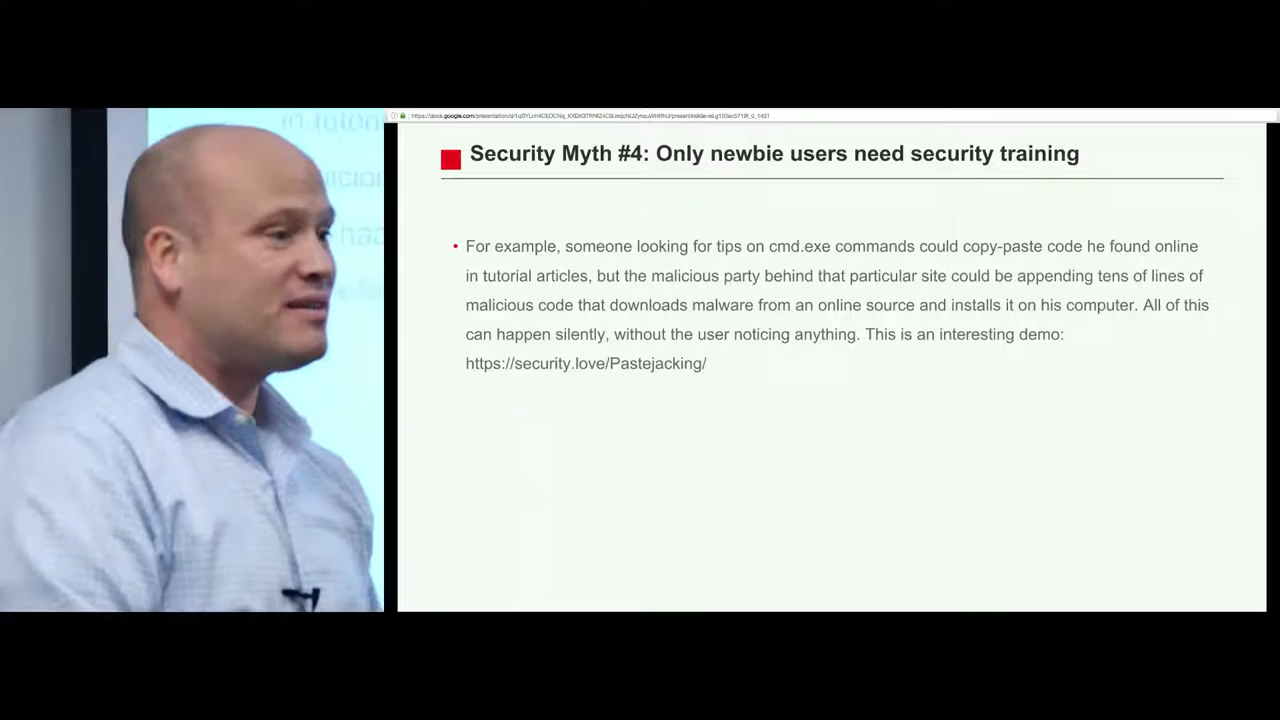 Security Myth #4: Only newbie users need security training
• For example, someone looking for tips on cmd.exe commands could copy-paste code he found online
in tutorial articles, but the malicious party behind that particular site could be appending tens of lines of
malicious code that downloads malware from an online source and installs it on his computer. All of this
can happen silently, without the user noticing anything. This is an interesting demo:
https://security.love/Pastejacking/